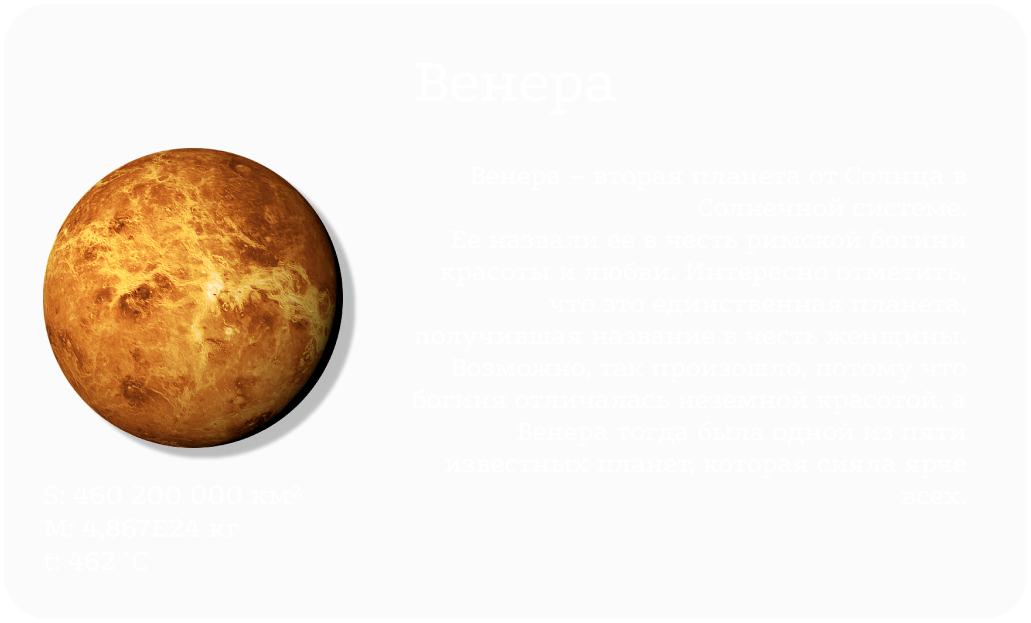 Венера
Венера – вторая планета от Солнца в
Солнечной системе.
Ее назвали ее в честь римской богини
красоты и любви. Интересно отметить,
что это единственная планета,
получившая название в честь женщины.
Возможно, так произошло, потому что
богиня отличалась неземной красотой, а
Венера тогда была одной из пяти
известных планет, которая сияла ярче
всех.
S: 460 200 000 км²
M: 4,867E24 кг
t: 462 °C